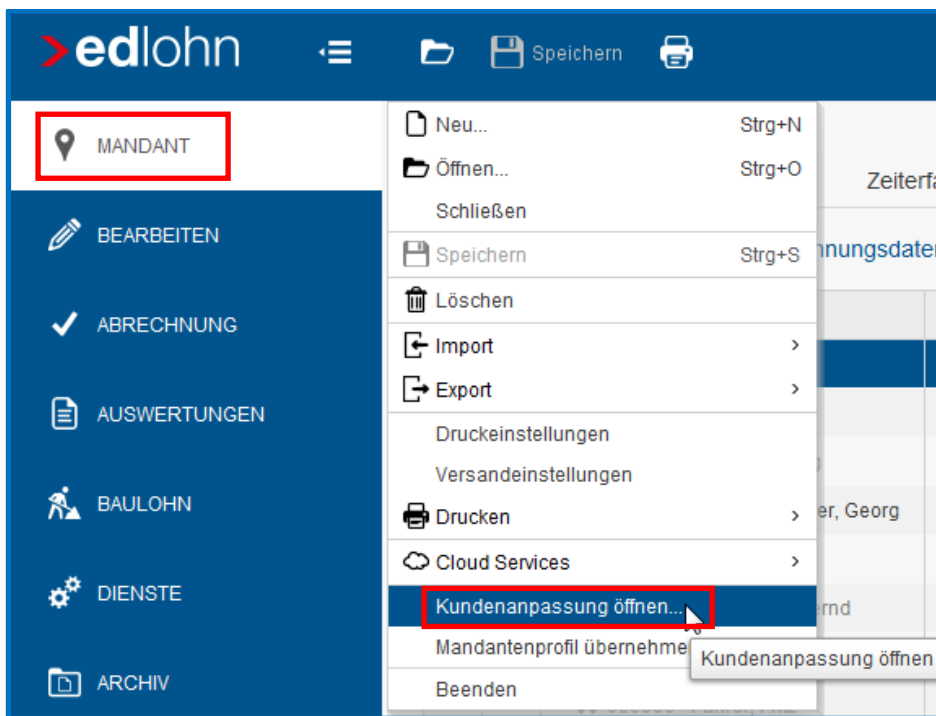 edlohn
Speichern
MANDANT
BEARBEITEN
ABRECHNUNG
AUSWERTUNGEN
BAULOHN
DIENSTE
ARCHIV
Neu... Strg+N
Öffnen... Strg+O
Schließen
Speichern Strg+S
Löschen
Import
Export
Druckeinstellungen
Versandeinstellungen
Drucken
Cloud Services
Kundenanpassung öffnen...
Mandantenprofil übernehme
Beenden
Kundenanpassung öffnen
Zeiterfa
nnungsdaten
er, Georg
ernd